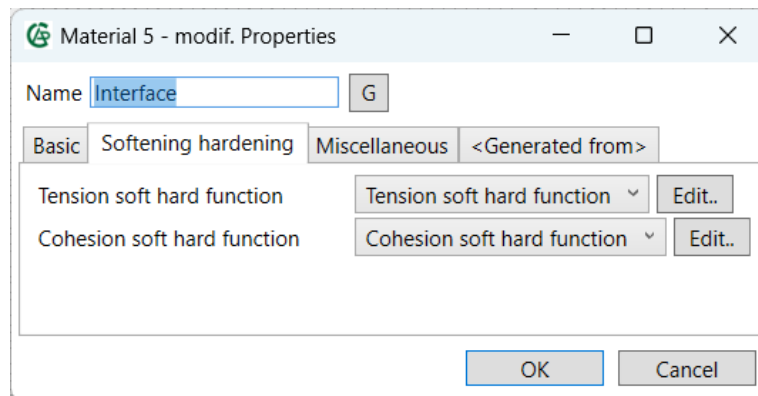 Material 5 - modif. Properties
Name Interface G
Basic Softening hardening Miscellaneous <Generated from>
Tension soft hard function Tension soft hard function Edit..
Cohesion soft hard function Cohesion soft hard function Edit..
OK Cancel